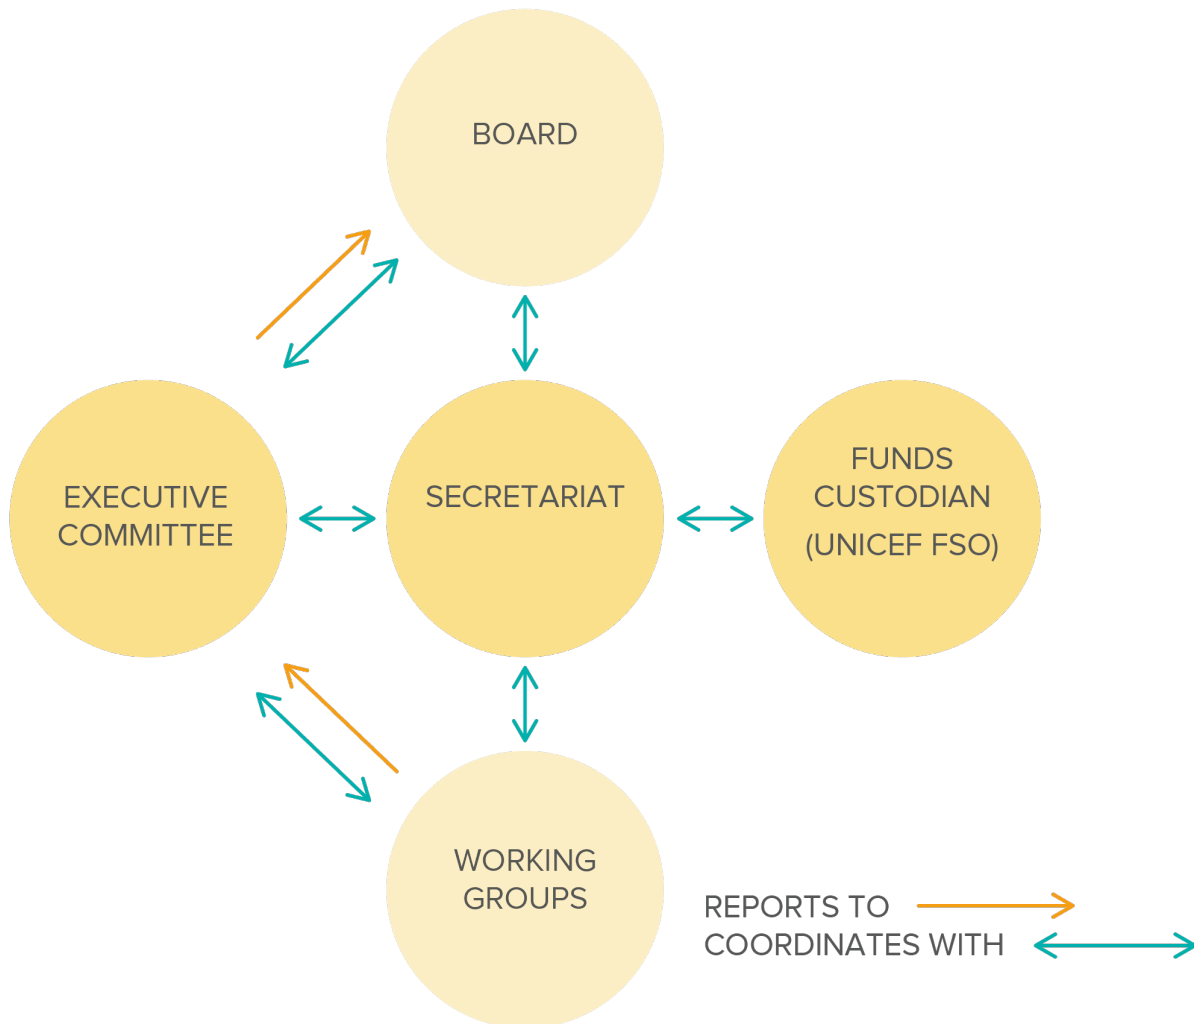 BOARD
EXECUTIVE
COMMITTEE
SECRETARIAT
FUNDS
CUSTODIAN
(UNICEF FSO)
WORKING
GROUPS
REPORTS TO
COORDINATES WITH